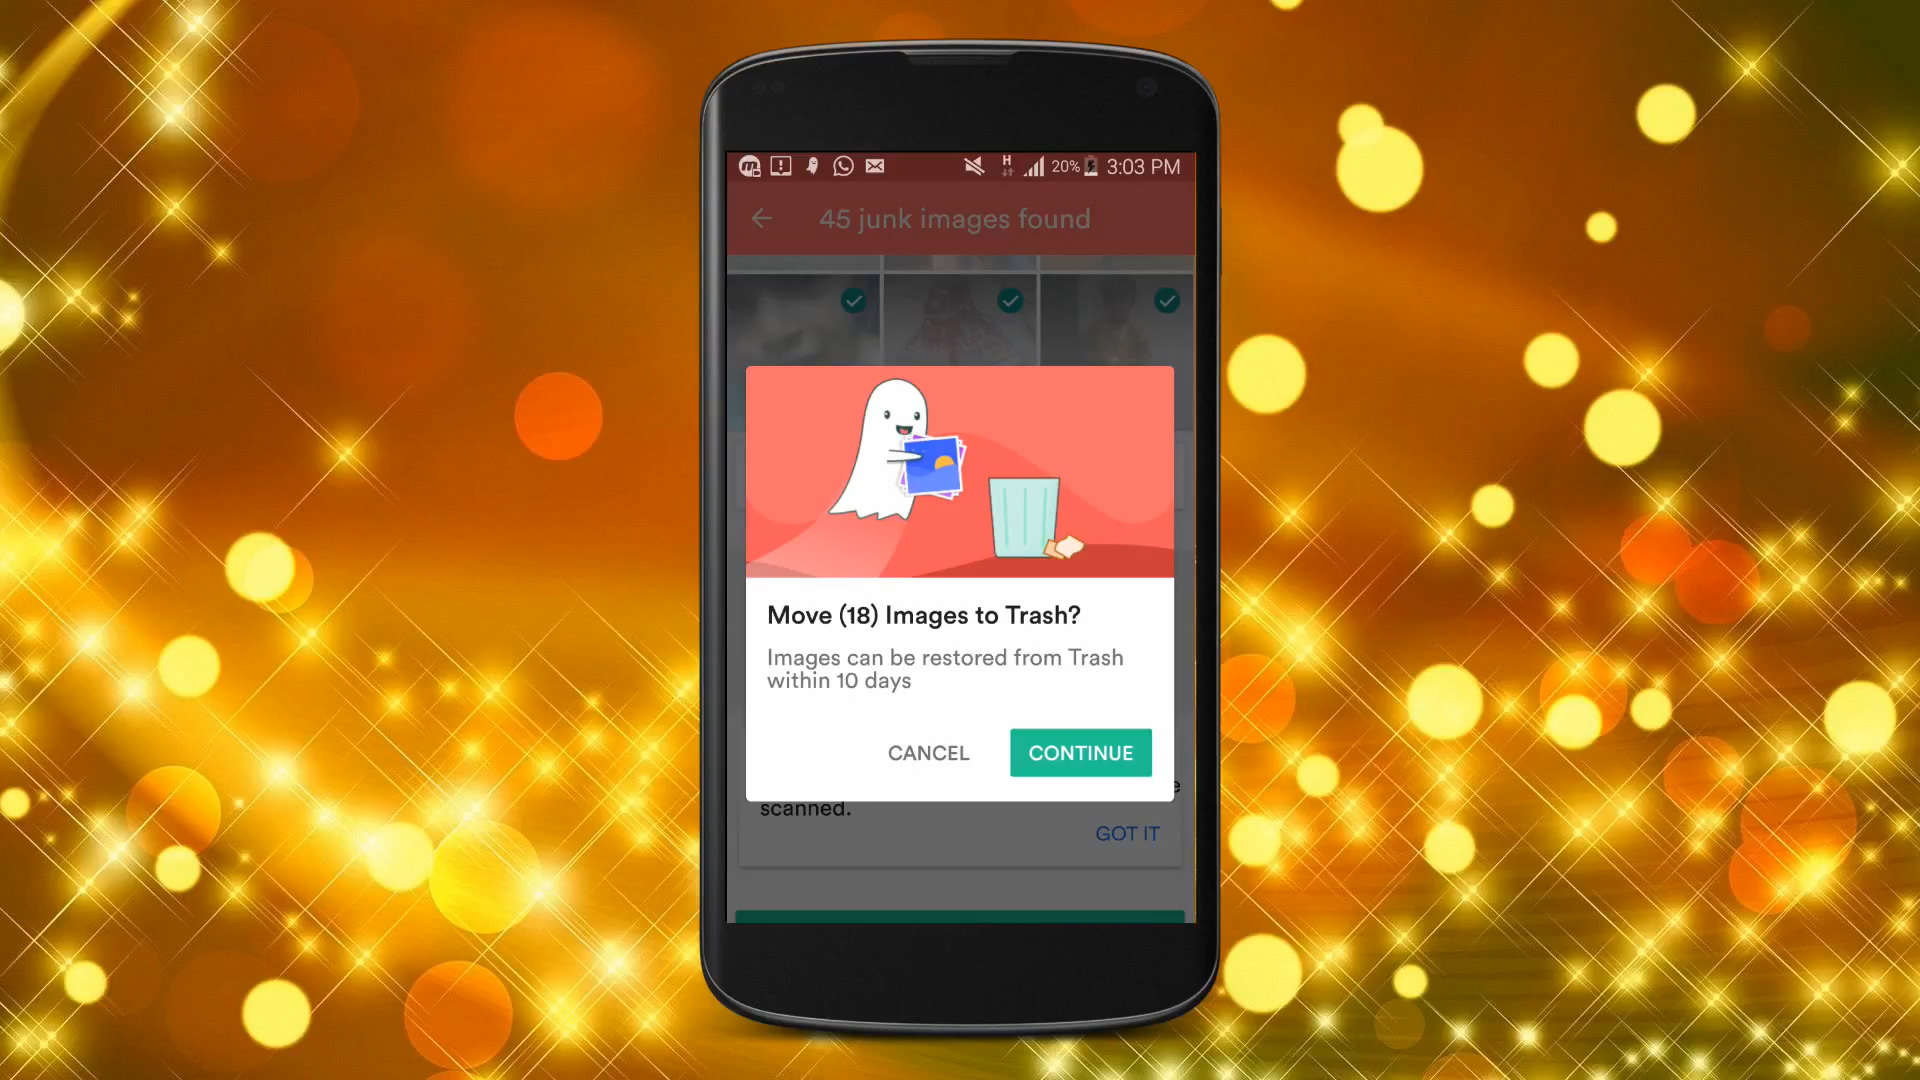 H 20% 3:03 PM
45 junk images found
Move (18) Images to Trash?
Images can be restored from Trash
within 10 days
CANCEL CONTINUE
e
scanned.
GOT IT